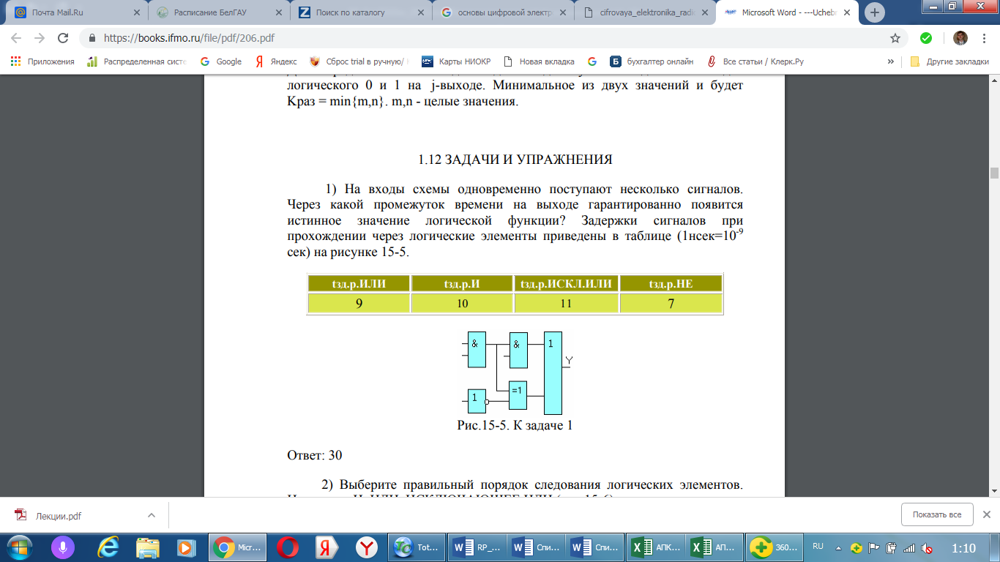 Почта Mail.Ru
Расписание БелГАУ
Поиск по каталогу
основы цифровой электр
cifrovaya_elektronika_radi
Microsoft Word - ---Uchebn
https://books.ifmo.ru/file/pdf/206.pdf
Приложения
Распределенная систе
Google
Яндекс
Сброс trial в ручную/
Карты НИОКР
Новая вкладка
бухгалтер онлайн
Все статьи / Клерк.Ру
»
Другие закладки
логического 0 и 1 на j-выходе. Минимальное из двух значений и будет
Kраз = min{m,n}. m,n - целые значения.
1.12 ЗАДАЧИ И УПРАЖНЕНИЯ
1) На входы схемы одновременно поступают несколько сигналов.
Через какой промежуток времени на выходе гарантированно появится
истинное значение логической функции? Задержки сигналов при
прохождении через логические элементы приведены в таблице (1нсек=10-9
сек) на рисунке 15-5.
tзд.р.ИЛИ tзд.р.И tзд.р.ИСКЛ.ИЛИ tзд.р.НЕ
9 10 11 7
& & 1
Y
1 =1
Рис.15-5. К задаче 1
Ответ: 30
2) Выберите правильный порядок следования логических элементов.
Лекции.pdf
Показать все
Micr...
Tot...
RP_...
Спи...
Спи...
АПК...
АП...
360...
RU
1:10